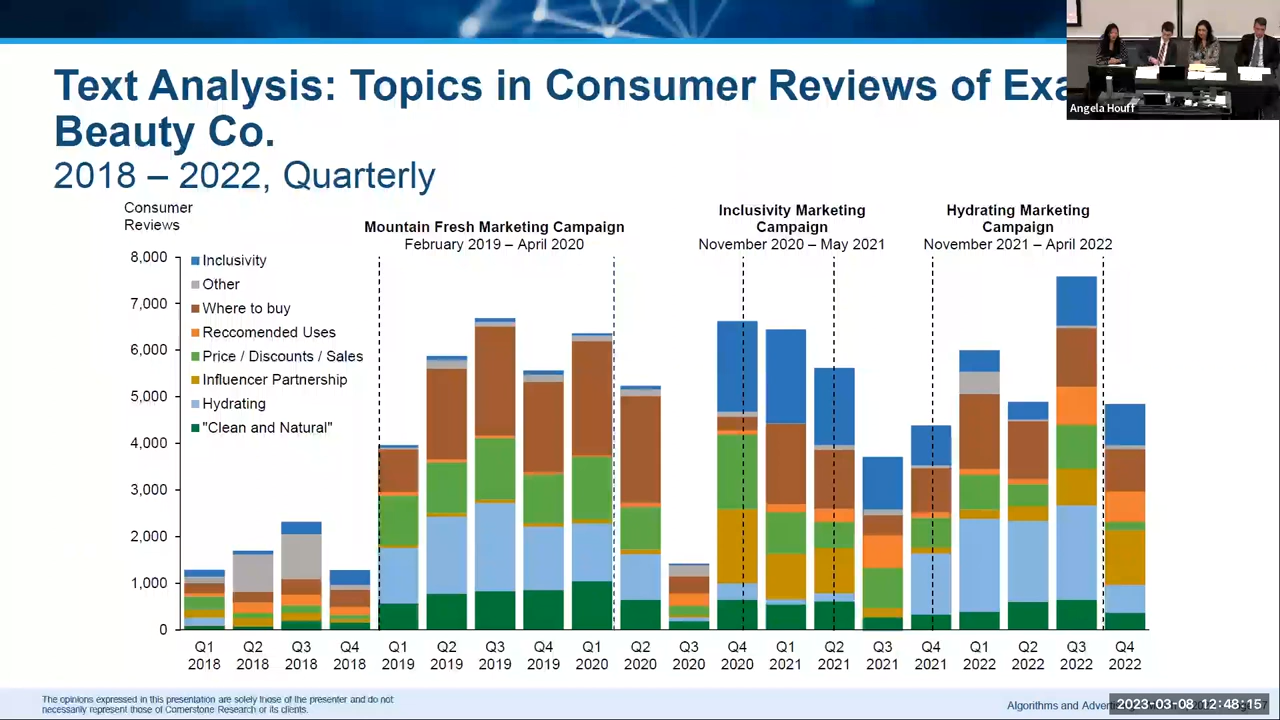 Text Analysis: Topics in Consumer Reviews of Exa
Beauty Co.
2018 – 2022, Quarterly
Angela Houff
Consumer
Reviews
Mountain Fresh Marketing Campaign
February 2019 – April 2020
Inclusivity Marketing
Campaign
November 2020 – May 2021
Hydrating Marketing
Campaign
November 2021 – April 2022
8,000
7,000
6,000
5,000
4,000
3,000
2,000
1,000
0
Inclusivity
Other
Where to buy
Reccomended Uses
Price / Discounts / Sales
Influencer Partnership
Hydrating
"Clean and Natural"
Q1 Q2 Q3 Q4 Q1 Q2 Q3 Q4 Q1 Q2 Q3 Q4 Q1 Q2 Q3 Q4 Q1 Q2 Q3 Q4
2018 2018 2018 2018 2019 2019 2019 2019 2020 2020 2020 2020 2021 2021 2021 2021 2022 2022 2022 2022
The opinions expressed in this presentation are solely those of the presenter and do not
necessarily represent those of Cornerstone Research or its clients.
Algorithms and Adverti
2023-03-08 12:48:15